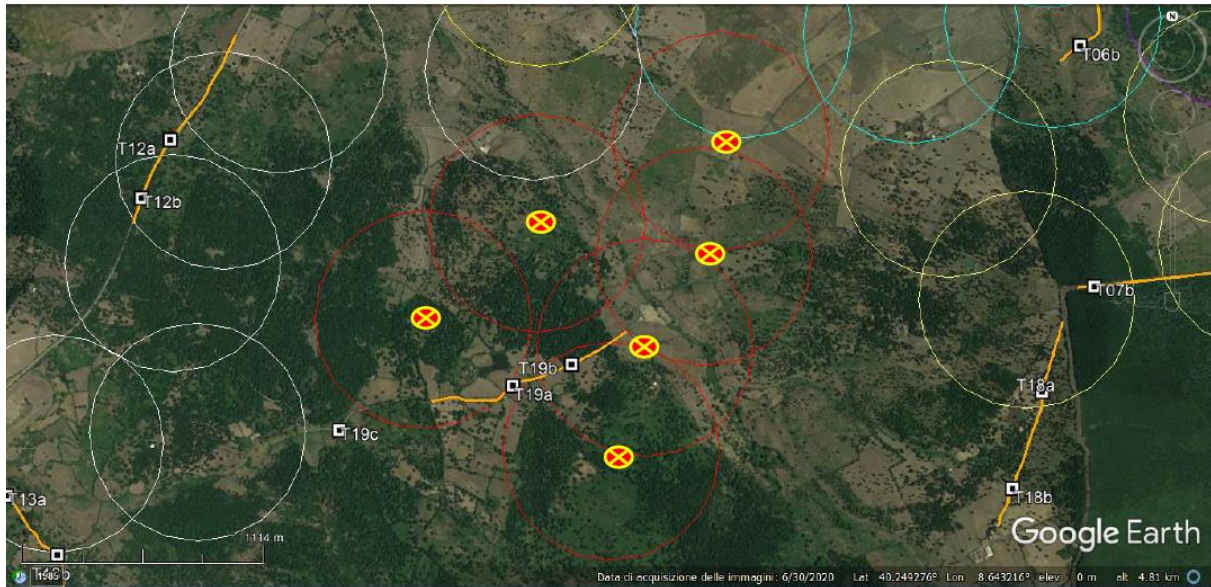 N
T06b
T12a
T12b
T07b
T19b
T19a
T18a
T19c
T13a
T18b
Google Earth
1114 m
1985
Data di acquisizione delle immagini: 6/30/2020 Lat 40.249276° Lon 8.643216° elev 0 m alt 4.81 km